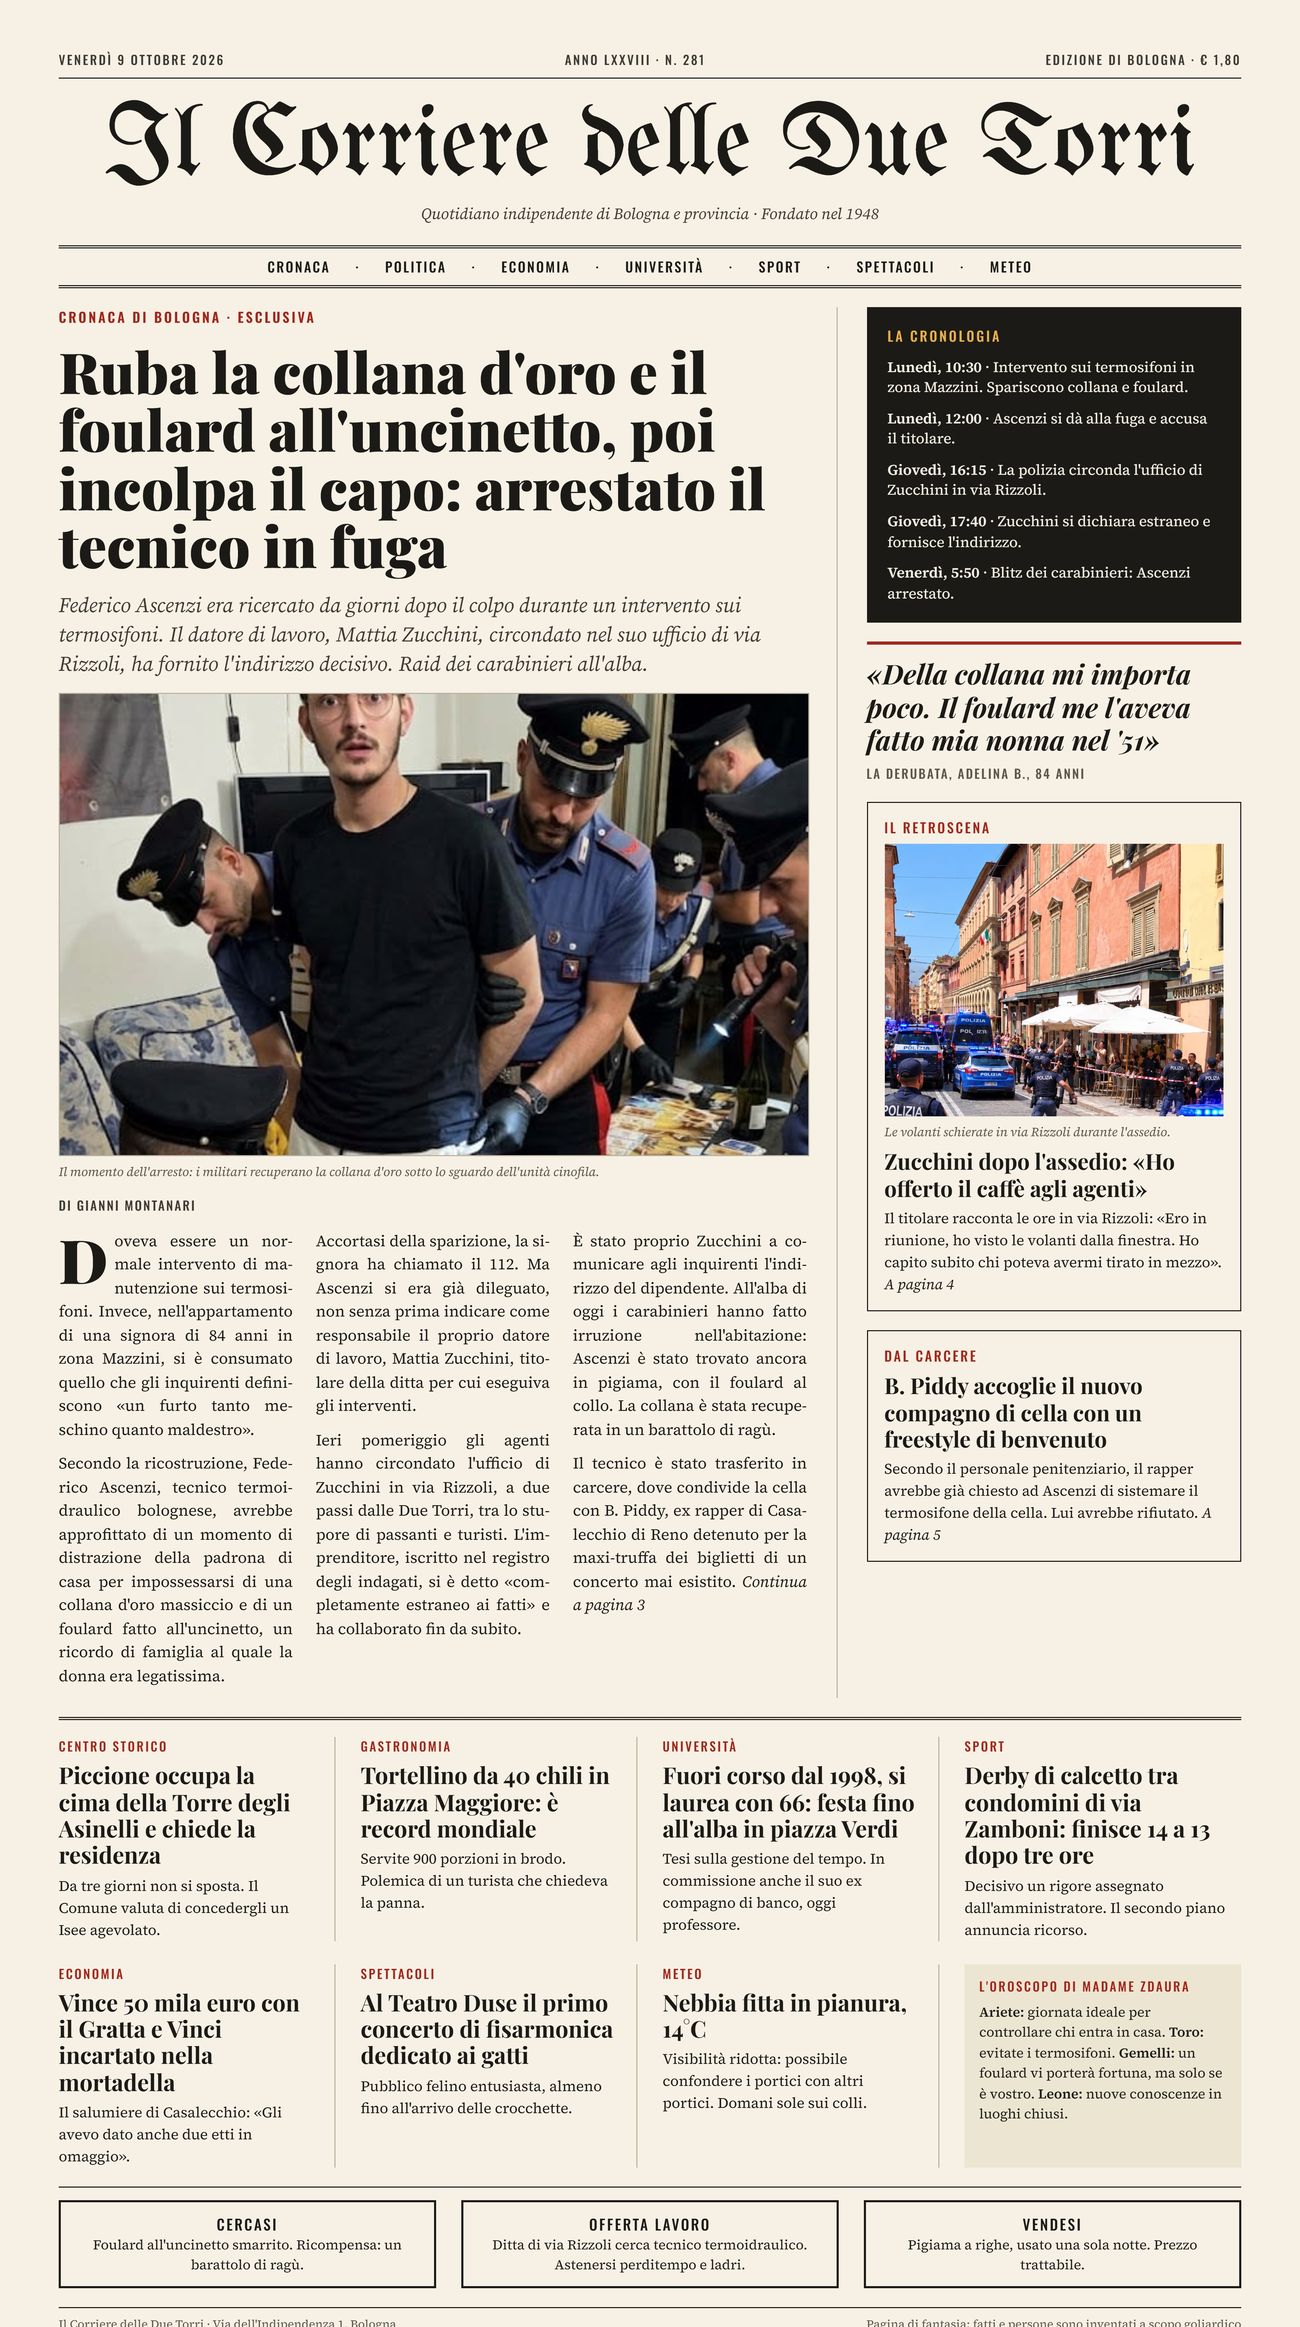 VENERDÌ 9 OTTOBRE 2026
ANNO LXXVIII · N. 281
EDIZIONE DI BOLOGNA · € 1,80
Il Corriere delle Due Torri
Quotidiano indipendente di Bologna e provincia · Fondato nel 1948
CRONACA · POLITICA · ECONOMIA · UNIVERSITÀ · SPORT · SPETTACOLI · METEO
CRONACA DI BOLOGNA · ESCLUSIVA
Ruba la collana d'oro e il
foulard all'uncinetto, poi
incolpa il capo: arrestato il
tecnico in fuga
Federico Ascenzi era ricercato da giorni dopo il colpo durante un intervento sui
termosifoni. Il datore di lavoro, Mattia Zucchini, circondato nel suo ufficio di via
Rizzoli, ha fornito l'indirizzo decisivo. Raid dei carabinieri all'alba.
Il momento dell'arresto: i militari recuperano la collana d'oro sotto lo sguardo dell'unità cinofila.
DI GIANNI MONTANARI
Doveva essere un nor-
male intervento di ma-
nutenzione sui termosi-
foni. Invece, nell'appartamento
di una signora di 84 anni in
zona Mazzini, si è consumato
quello che gli inquirenti defini-
scono «un furto tanto me-
schino quanto maldestro».
Secondo la ricostruzione, Fede-
rico Ascenzi, tecnico termoi-
draulico bolognese, avrebbe
approfittato di un momento di
distrazione della padrona di
casa per impossessarsi di una
collana d'oro massiccio e di un
foulard fatto all'uncinetto, un
ricordo di famiglia al quale la
donna era legatissima.
Accortasi della sparizione, la si-
gnora ha chiamato il 112. Ma
Ascenzi si era già dileguato,
non senza prima indicare come
responsabile il proprio datore
di lavoro, Mattia Zucchini, tito-
lare della ditta per cui eseguiva
gli interventi.
Ieri pomeriggio gli agenti
hanno circondato l'ufficio di
Zucchini in via Rizzoli, a due
passi dalle Due Torri, tra lo stu-
pore di passanti e turisti. L'im-
prenditore, iscritto nel registro
degli indagati, si è detto «com-
pletamente estraneo ai fatti» e
ha collaborato fin da subito.
È stato proprio Zucchini a co-
municare agli inquirenti l'indi-
rizzo del dipendente. All'alba di
oggi i carabinieri hanno fatto
irruzione nell'abitazione:
Ascenzi è stato trovato ancora
in pigiama, con il foulard al
collo. La collana è stata recupe-
rata in un barattolo di ragù.
Il tecnico è stato trasferito in
carcere, dove condivide la cella
con B. Piddy, ex rapper di Casa-
lecchio di Reno detenuto per la
maxi-truffa dei biglietti di un
concerto mai esistito. Continua
a pagina 3
LA CRONOLOGIA
Lunedì, 10:30 · Intervento sui termosifoni in
zona Mazzini. Spariscono collana e foulard.
Lunedì, 12:00 · Ascenzi si dà alla fuga e accusa
il titolare.
Giovedì, 16:15 · La polizia circonda l'ufficio di
Zucchini in via Rizzoli.
Giovedì, 17:40 · Zucchini si dichiara estraneo e
fornisce l'indirizzo.
Venerdì, 5:50 · Blitz dei carabinieri: Ascenzi
arrestato.
«Della collana mi importa
poco. Il foulard me l'aveva
fatto mia nonna nel '51»
LA DERUBATA, ADELINA B., 84 ANNI
IL RETROSCENA
POLIZIA
POLIZIA
POLIZIA
POLIZIA
POLIZIA
Le volanti schierate in via Rizzoli durante l'assedio.
Zucchini dopo l'assedio: «Ho
offerto il caffè agli agenti»
Il titolare racconta le ore in via Rizzoli: «Ero in
riunione, ho visto le volanti dalla finestra. Ho
capito subito chi poteva avermi tirato in mezzo».
A pagina 4
DAL CARCERE
B. Piddy accoglie il nuovo
compagno di cella con un
freestyle di benvenuto
Secondo il personale penitenziario, il rapper
avrebbe già chiesto ad Ascenzi di sistemare il
termosifone della cella. Lui avrebbe rifiutato. A
pagina 5
CENTRO STORICO
Piccione occupa la
cima della Torre degli
Asinelli e chiede la
residenza
Da tre giorni non si sposta. Il
Comune valuta di concedergli un
Isee agevolato.
GASTRONOMIA
Tortellino da 40 chili in
Piazza Maggiore: è
record mondiale
Servite 900 porzioni in brodo.
Polemica di un turista che chiedeva
la panna.
UNIVERSITÀ
Fuori corso dal 1998, si
laurea con 66: festa fino
all'alba in piazza Verdi
Tesi sulla gestione del tempo. In
commissione anche il suo ex
compagno di banco, oggi
professore.
SPORT
Derby di calcetto tra
condomini di via
Zamboni: finisce 14 a 13
dopo tre ore
Decisivo un rigore assegnato
dall'amministratore. Il secondo piano
annuncia ricorso.
ECONOMIA
Vince 50 mila euro con
il Gratta e Vinci
incartato nella
mortadella
Il salumiere di Casalecchio: «Gli
avevo dato anche due etti in
omaggio».
SPETTACOLI
Al Teatro Duse il primo
concerto di fisarmonica
dedicato ai gatti
Pubblico felino entusiasta, almeno
fino all'arrivo delle crocchette.
METEO
Nebbia fitta in pianura,
14°C
Visibilità ridotta: possibile
confondere i portici con altri
portici. Domani sole sui colli.
L'OROSCOPO DI MADAME ZDAURA
Ariete: giornata ideale per
controllare chi entra in casa. Toro:
evitate i termosifoni. Gemelli: un
foulard vi porterà fortuna, ma solo se
è vostro. Leone: nuove conoscenze in
luoghi chiusi.
CERCASI
Foulard all'uncinetto smarrito. Ricompensa: un
barattolo di ragù.
OFFERTA LAVORO
Ditta di via Rizzoli cerca tecnico termoidraulico.
Astenersi perditempo e ladri.
VENDESI
Pigiama a righe, usato una sola notte. Prezzo
trattabile.
Il Corriere delle Due Torri · Via dell'Indipendenza 1, Bologna
Pagina di fantasia: fatti e persone sono inventati a scopo goliardico